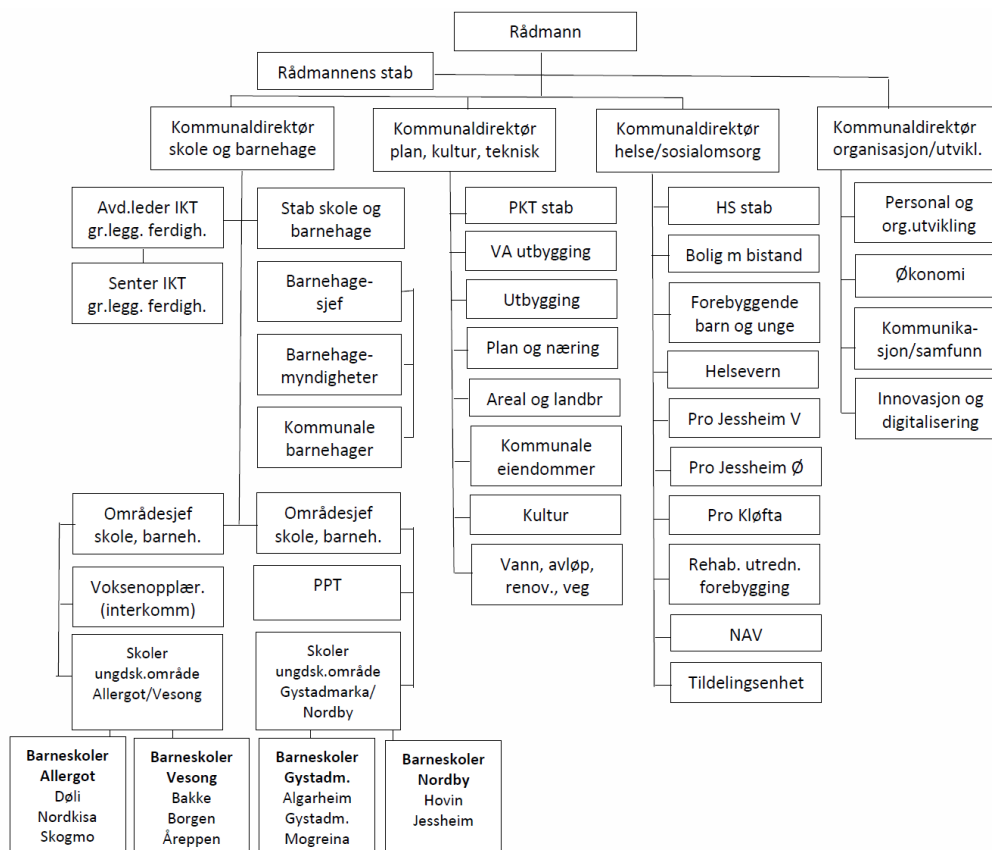 Rådmann
Rådmannens stab
Kommunaldirektør
skole og barnehage
Kommunaldirektør
plan, kultur, teknisk
Kommunaldirektør
helse/sosialomsorg
Kommunaldirektør
organisasjon/utvikl.
Avd.leder IKT
gr.legg. ferdigh.
Senter IKT
gr.legg. ferdigh.
Stab skole og
barnehage
Barnehage-
sjef
Barnehage-
myndigheter
Kommunale
barnehager
Områdesjef
skole, barneh.
Voksenopplær.
(interkomm)
Skoler
ungdsk.område
Allergot/Vesong
Områdesjef
skole, barneh.
PPT
Skoler
ungdsk.område
Gystadmarka/
Nordby
Barneskoler
Allergot
Døli
Nordkisa
Skogmo
Barneskoler
Vesong
Bakke
Borgen
Åreppen
Barneskoler
Gystadm.
Algarheim
Gystadm.
Mogreina
Barneskoler
Nordby
Hovin
Jessheim
PKT stab
VA utbygging
Utbygging
Plan og næring
Areal og landbr
Kommunale
eiendommer
Kultur
Vann, avløp,
renov., veg
HS stab
Bolig m bistand
Forebyggende
barn og unge
Helsevern
Pro Jessheim V
Pro Jessheim Ø
Pro Kløfta
Rehab. utredn.
forebygging
NAV
Tildelingsenhet
Personal og
org.utvikling
Økonomi
Kommunika-
sjon/samfunn
Innovasjon og
digitalisering